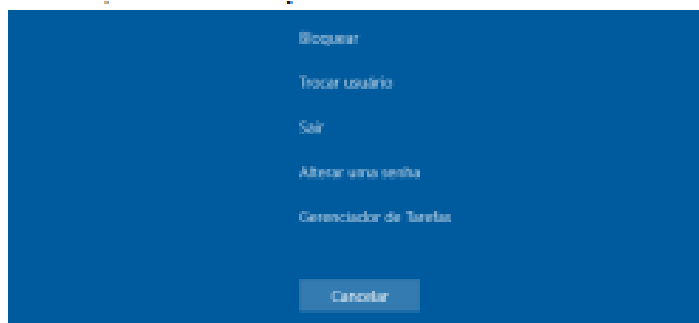 Bloquear
Trocar usuário
Sair
Alterar uma senha
Gerenciador de Tarefas
Cancelar